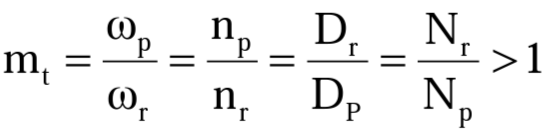 m_t = ω_p/ω_r = n_p/n_r = D_r/D_P = N_r/N_p > 1